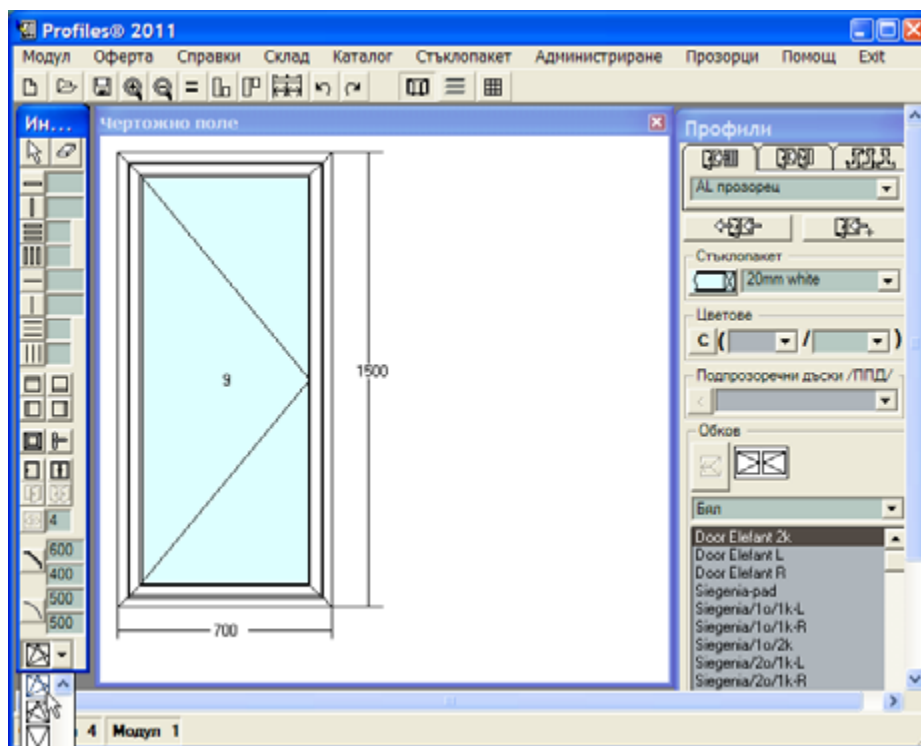 Profiles® 2011
Модул Оферта Справки Склад Каталог Стъклопакет Администриране Прозорци Помощ Exit
Ин...
Чертожно поле
Профили
AL прозорец
Стъклопакет
20mm white
Цветове
C ( / )
Подпрозоречни дъски /ППД/
<
Обков
Бял
Door Elefant 2k
Door Elefant L
Door Elefant R
Siegenia-pad
Siegenia/1o/1k-L
Siegenia/1o/1k-R
Siegenia/1o/2k
Siegenia/2o/1k-L
Siegenia/2o/1k-R
9
1500
700
4
600
400
500
500
4 Модул 1